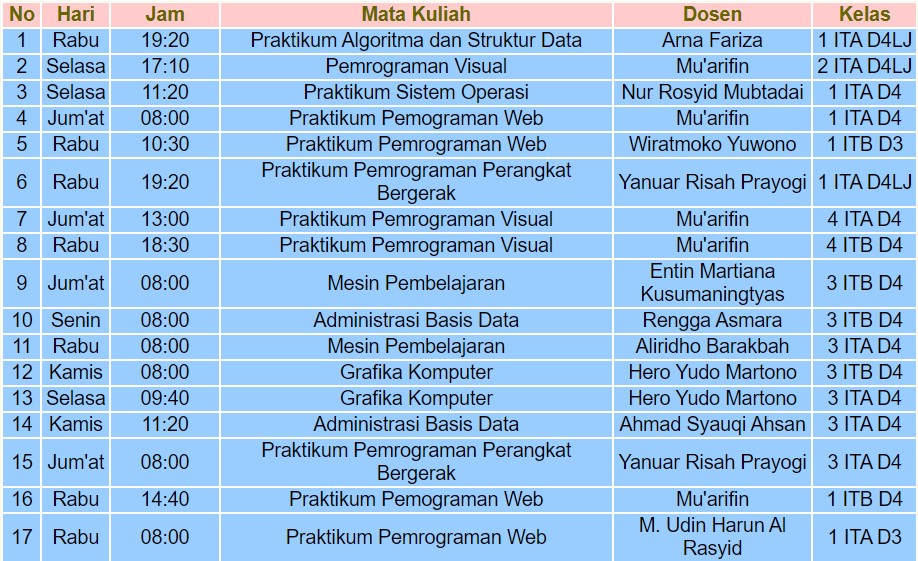 No Hari Jam Mata Kuliah Dosen Kelas
1 Rabu 19:20 Praktikum Algoritma dan Struktur Data Arna Fariza 1 ITA D4LJ
2 Selasa 17:10 Pemrograman Visual Mu'arifin 2 ITA D4LJ
3 Selasa 11:20 Praktikum Sistem Operasi Nur Rosyid Mubtadai 1 ITA D4
4 Jum'at 08:00 Praktikum Pemograman Web Mu'arifin 1 ITA D4
5 Rabu 10:30 Praktikum Pemrograman Web Wiratmoko Yuwono 1 ITB D3
6 Rabu 19:20 Praktikum Pemrograman Perangkat
Bergerak Yanuar Risah Prayogi 1 ITA D4LJ
7 Jum'at 13:00 Praktikum Pemrograman Visual Mu'arifin 4 ITA D4
8 Rabu 18:30 Praktikum Pemrograman Visual Mu'arifin 4 ITB D4
9 Jum'at 08:00 Mesin Pembelajaran Entin Martiana
Kusumaningtyas 3 ITB D4
10 Senin 08:00 Administrasi Basis Data Rengga Asmara 3 ITB D4
11 Rabu 08:00 Mesin Pembelajaran Aliridho Barakbah 3 ITA D4
12 Kamis 08:00 Grafika Komputer Hero Yudo Martono 3 ITB D4
13 Selasa 09:40 Grafika Komputer Hero Yudo Martono 3 ITA D4
14 Kamis 11:20 Administrasi Basis Data Ahmad Syauqi Ahsan 3 ITA D4
15 Jum'at 08:00 Praktikum Pemrograman Perangkat
Bergerak Yanuar Risah Prayogi 3 ITA D4
16 Rabu 14:40 Praktikum Pemograman Web Mu'arifin 1 ITB D4
17 Rabu 08:00 Praktikum Pemrograman Web M. Udin Harun Al
Rasyid 1 ITA D3